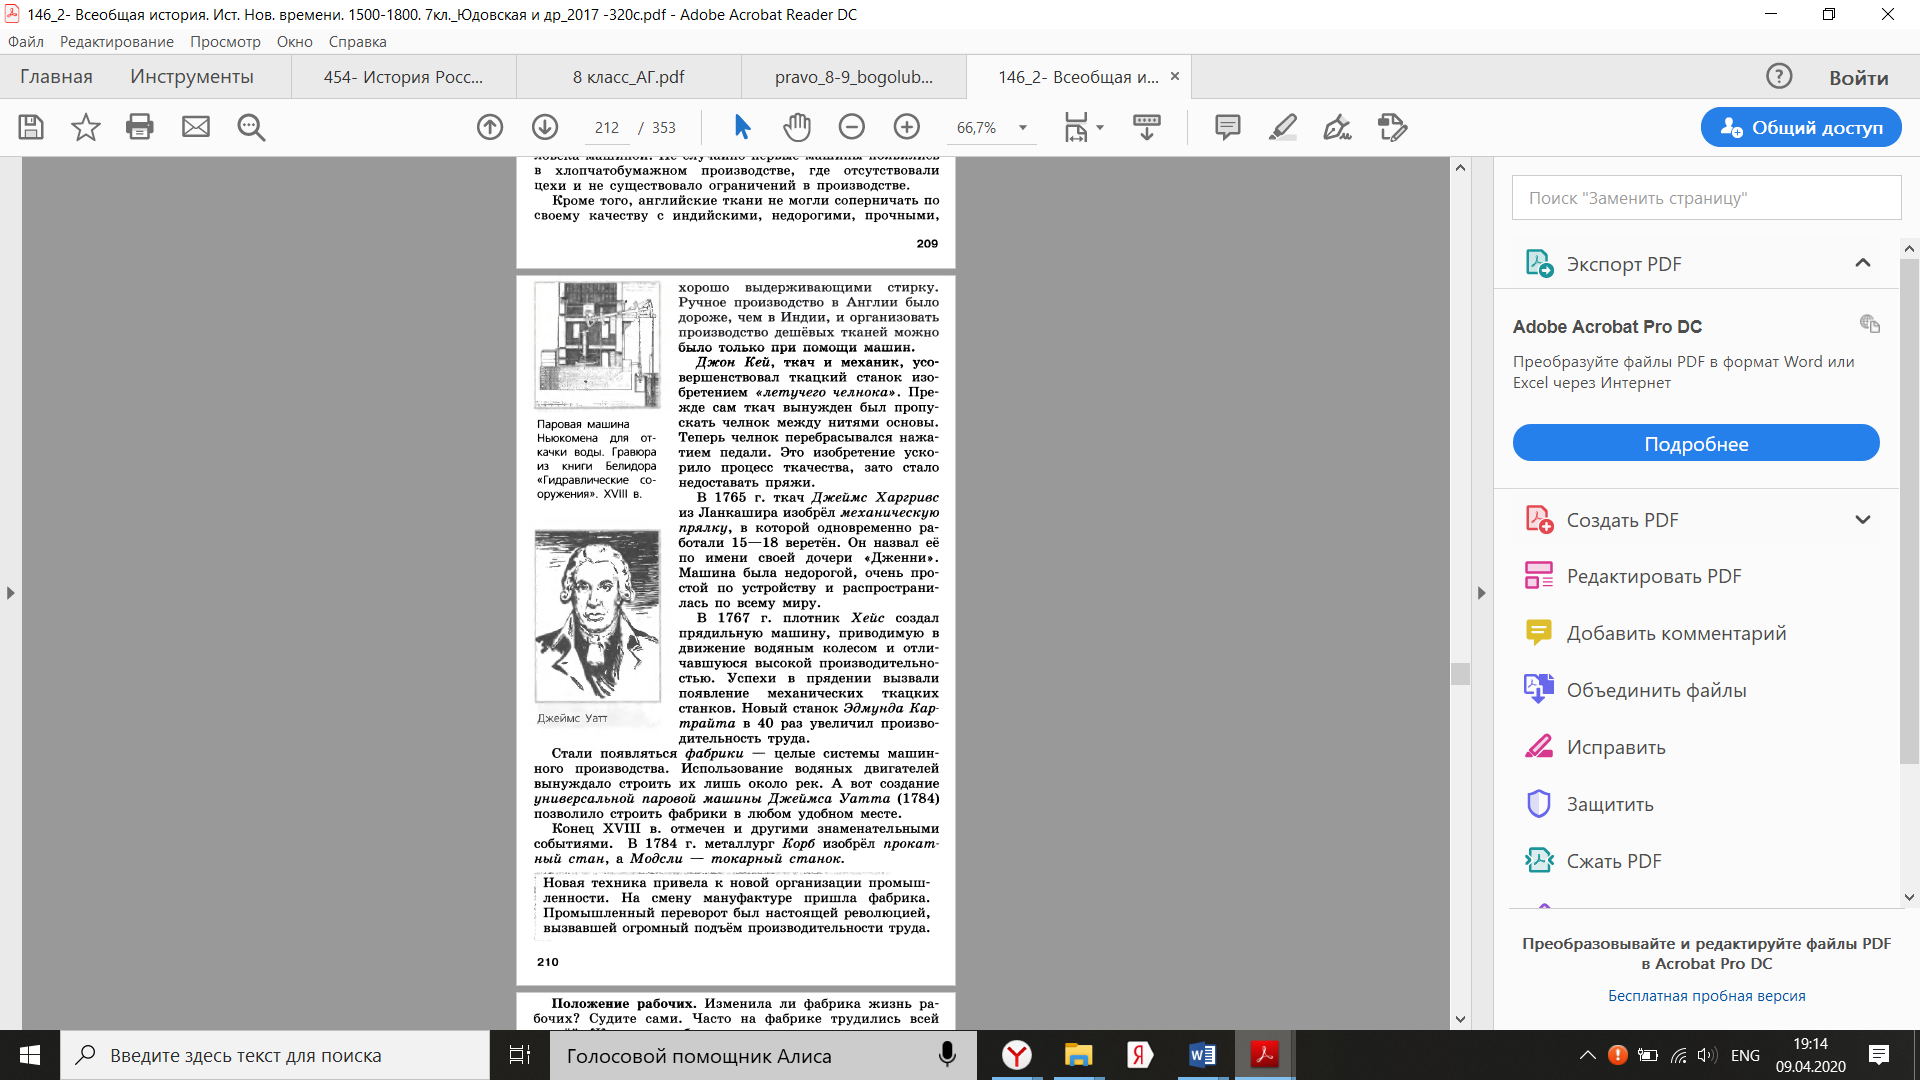 146_2- Всеобщая история. Ист. Нов. времени. 1500-1800. 7кл._Юдовская и др_2017 -320с.pdf - Adobe Acrobat Reader DC
Файл Редактирование Просмотр Окно Справка
Главная Инструменты 454- История Росс... 8 класс_АГ.pdf pravo_8-9_bogolub... 146_2- Всеобщая и... Войти
212 / 353 66,7% Общий доступ
ловека машиной. Не случайно первые машины появились
в хлопчатобумажном производстве, где отсутствовали
цехи и не существовало ограничений в производстве.
Кроме того, английские ткани не могли соперничать по
своему качеству с индийскими, недорогими, прочными,
209
хорошо выдерживающими стирку.
Ручное производство в Англии было
дороже, чем в Индии, и организовать
производство дешёвых тканей можно
было только при помощи машин.
Джон Кей, ткач и механик, усо-
вершенствовал ткацкий станок изо-
бретением «летучего челнока». Пре-
жде сам ткач вынужден был пропу-
скать челнок между нитями основы.
Теперь челнок перебрасывался нажа-
тием педали. Это изобретение уско-
рило процесс ткачества, зато стало
недоставать пряжи.
В 1765 г. ткач Джеймс Харгривс
из Ланкашира изобрёл механическую
прялку, в которой одновременно ра-
ботали 15—18 веретён. Он назвал её
по имени своей дочери «Дженни».
Машина была недорогой, очень про-
стой по устройству и распространи-
лась по всему миру.
В 1767 г. плотник Хейс создал
прядильную машину, приводимую в
движение водяным колесом и отли-
чавшуюся высокой производительно-
стью. Успехи в прядении вызвали
появление механических ткацких
станков. Новый станок Эдмунда Кар-
трайта в 40 раз увеличил произво-
дительность труда.
Паровая машина
Ньюкомена для от-
качки воды. Гравюра
из книги Белидора
«Гидравлические со-
оружения». XVIII в.
Джеймс Уатт
Стали появляться фабрики — целые системы машин-
ного производства. Использование водяных двигателей
вынуждало строить их лишь около рек. А вот создание
универсальной паровой машины Джеймса Уатта (1784)
позволило строить фабрики в любом удобном месте.
Конец XVIII в. отмечен и другими знаменательными
событиями. В 1784 г. металлург Корб изобрёл прокат-
ный стан, а Модсли — токарный станок.
Новая техника привела к новой организации промыш-
ленности. На смену мануфактуре пришла фабрика.
Промышленный переворот был настоящей революцией,
вызвавшей огромный подъём производительности труда.
210
Положение рабочих. Изменила ли фабрика жизнь ра-
бочих? Судите сами. Часто на фабрике трудились всей
Поиск "Заменить страницу"
Экспорт PDF
Adobe Acrobat Pro DC
Преобразуйте файлы PDF в формат Word или
Excel через Интернет
Подробнее
Создать PDF
Редактировать PDF
Добавить комментарий
Объединить файлы
Исправить
Защитить
Сжать PDF
Преобразовывайте и редактируйте файлы PDF
в Acrobat Pro DC
Бесплатная пробная версия
Введите здесь текст для поиска
Голосовой помощник Алиса
ENG
19:14
09.04.2020